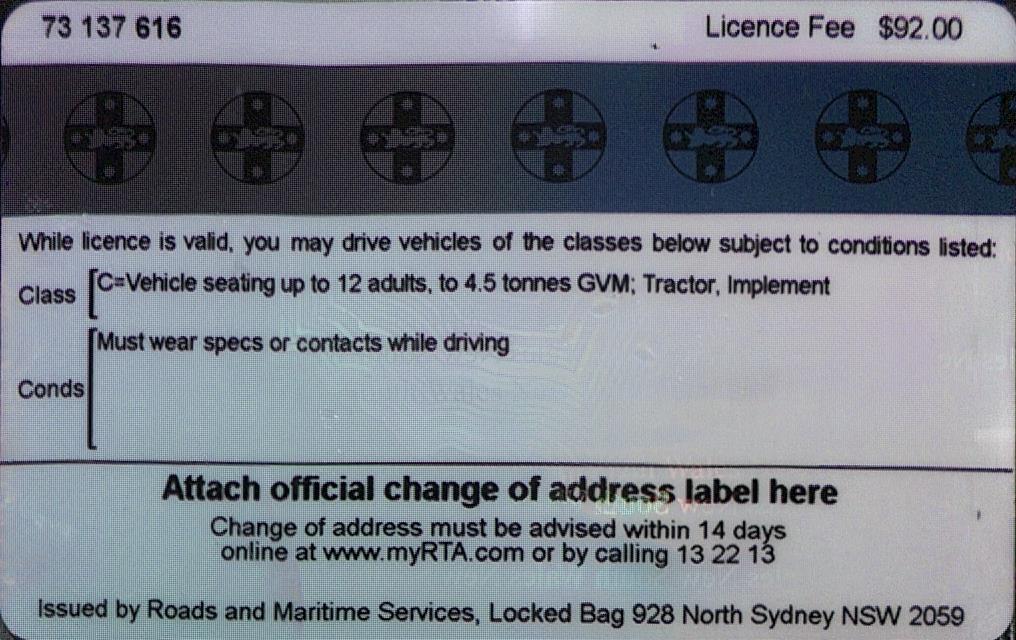 73 137 616 Licence Fee $92.00
While licence is valid, you may drive vehicles of the classes below subject to conditions listed:
Class C=Vehicle seating up to 12 adults, to 4.5 tonnes GVM; Tractor, Implement
Must wear specs or contacts while driving
Conds
Attach official change of address label here
Change of address must be advised within 14 days
online at www.myRTA.com or by calling 13 22 13
Issued by Roads and Maritime Services, Locked Bag 928 North Sydney NSW 2059